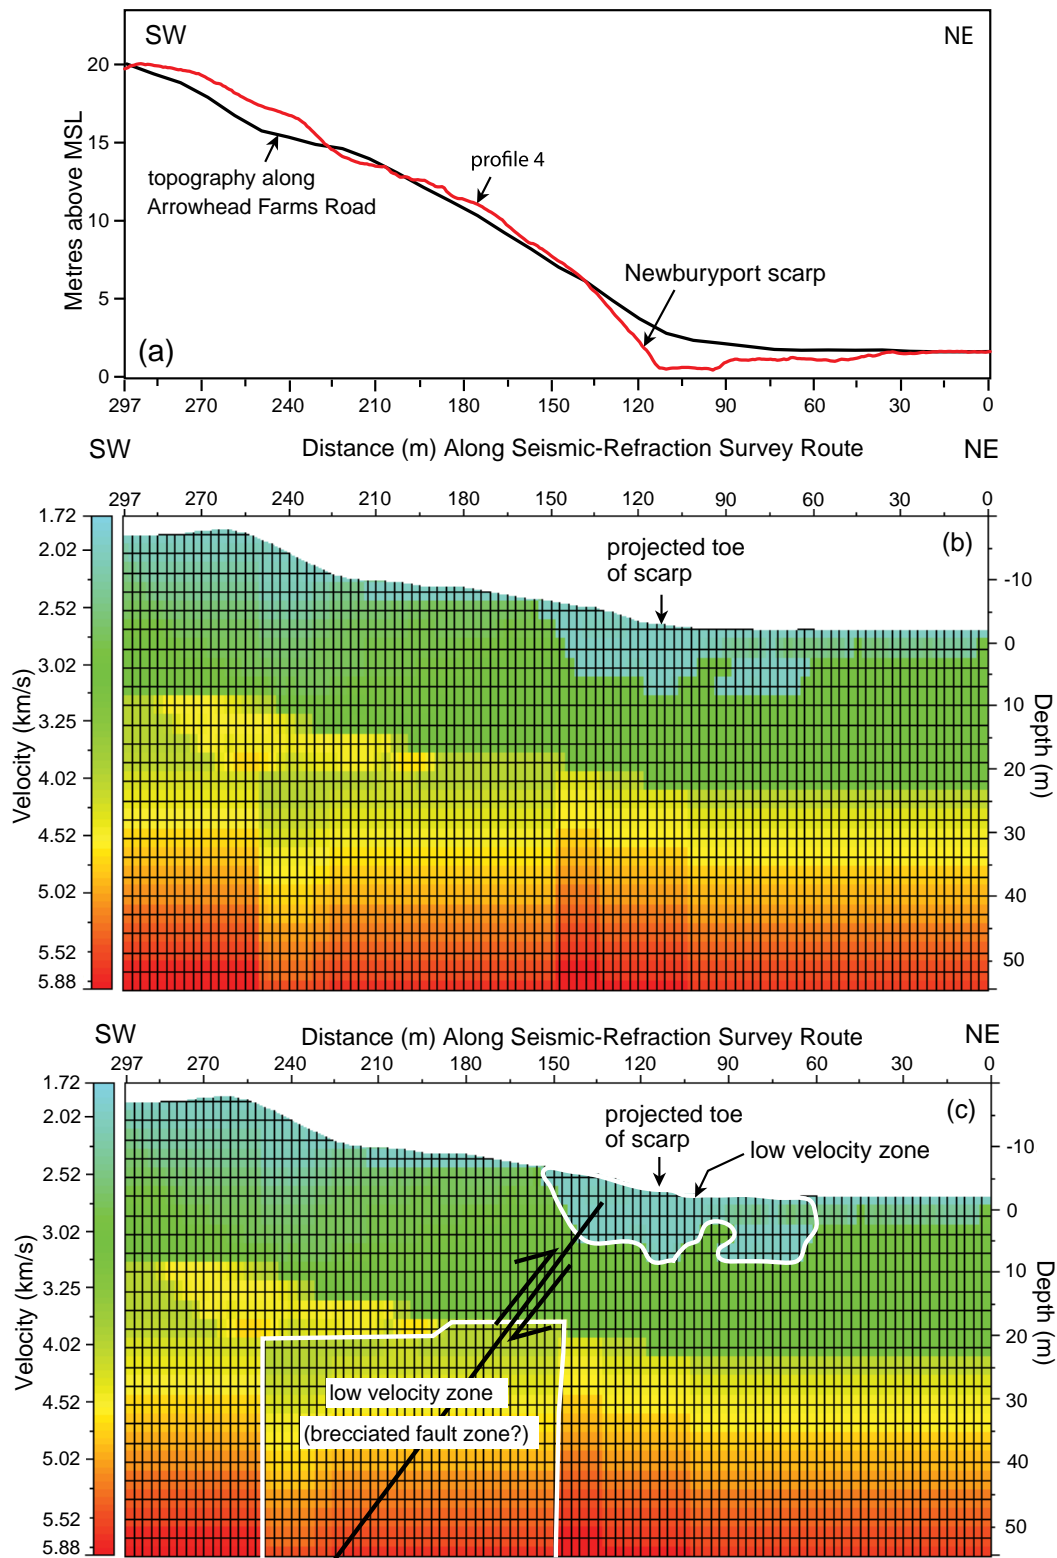 SW
NE
20
15
10
5
0
Metres above MSL
topography along
Arrowhead Farms Road
profile 4
Newburyport scarp
(a)
297 270 240 210 180 150 120 90 60 30 0
SW Distance (m) Along Seismic-Refraction Survey Route NE
297 270 240 210 180 150 120 90 60 30 0
1.72
2.02
2.52
3.02
3.25
4.02
4.52
5.02
5.52
5.88
Velocity (km/s)
projected toe
of scarp
(b)
-10
0
10
20
30
40
50
Depth (m)
SW Distance (m) Along Seismic-Refraction Survey Route NE
297 270 240 210 180 150 120 90 60 30 0
1.72
2.02
2.52
3.02
3.25
4.02
4.52
5.02
5.52
5.88
Velocity (km/s)
projected toe
of scarp
low velocity zone
(c)
low velocity zone
(brecciated fault zone?)
-10
0
10
20
30
40
50
Depth (m)